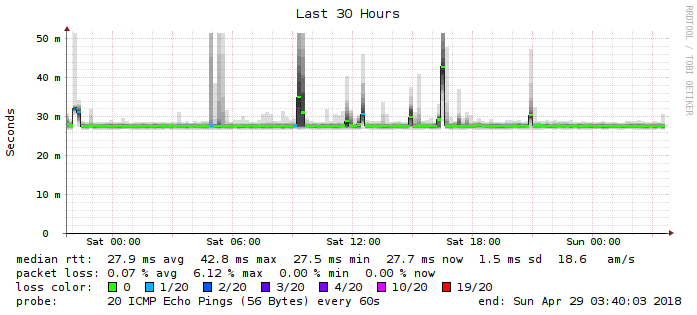 Last 30 Hours
RRDTOOL / TOBI OETIKER
Seconds
50 m
40 m
30 m
20 m
10 m
0
Sat 00:00 Sat 06:00 Sat 12:00 Sat 18:00 Sun 00:00
median rtt: 27.9 ms avg 42.8 ms max 27.5 ms min 27.7 ms now 1.5 ms sd 18.6 am/s
packet loss: 0.07 % avg 6.12 % max 0.00 % min 0.00 % now
loss color: 0 1/20 2/20 3/20 4/20 10/20 19/20
probe: 20 ICMP Echo Pings (56 Bytes) every 60s end: Sun Apr 29 03:40:03 2018